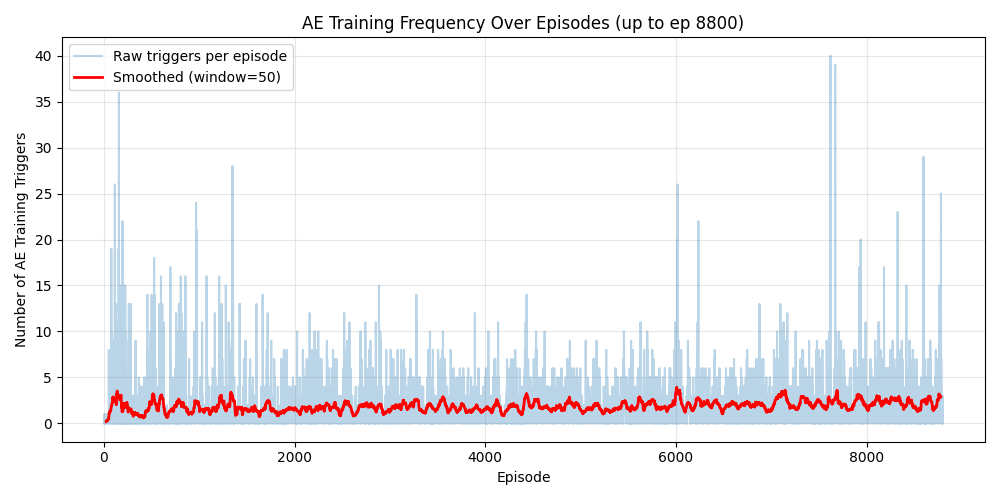 AE Training Frequency Over Episodes (up to ep 8800)
Raw triggers per episode
Smoothed (window=50)
Number of AE Training Triggers
40
35
30
25
20
15
10
5
0
0 2000 4000 6000 8000
Episode